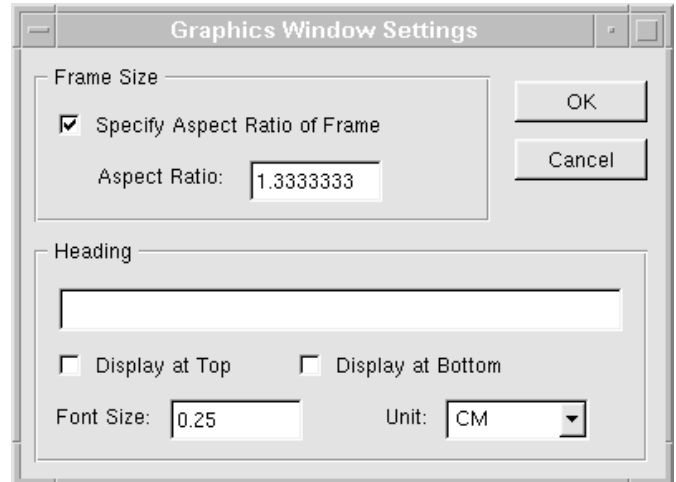 Graphics Window Settings
Frame Size
Specify Aspect Ratio of Frame
Aspect Ratio: 1.3333333
OK
Cancel
Heading
Display at Top Display at Bottom
Font Size: 0.25 Unit: CM